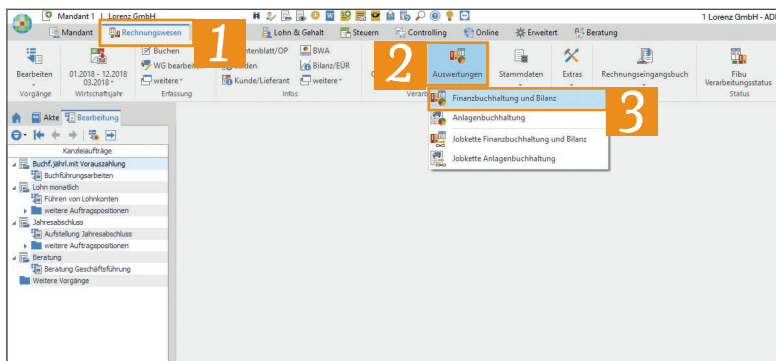 Mandant 1 | Lorenz GmbH
1 Lorenz GmbH - AD
Mandant Rechnungswesen 1 Lohn & Gehalt Steuern Controlling Online Erweitert Beratung
Bearbeiten
Vorgänge
01.2018 - 12.2018
03.2018
Wirtschaftsjahr
Buchen
WG bearbei
weitere
Erfassung
tenblatt/OP
lden
Kunde/Lieferant
BWA
Bilanz/EÜR
weitere
Infos
2
Auswertungen
Verarb
Stammdaten
Extras
Rechnungseingangsbuch
Fibu
Verarbeitungsstatus
Status
Finanzbuchhaltung und Bilanz
3
Anlagenbuchhaltung
Jobkette Finanzbuchhaltung und Bilanz
Jobkette Anlagenbuchhaltung
Akte Bearbeitung
Kanzleiaufträge
Buchf.jährl.mit Vorauszahlung
Buchführungsarbeiten
Lohn monatlich
Führen von Lohnkonten
weitere Auftragspositionen
Jahresabschluss
Aufstellung Jahresabschluss
weitere Auftragspositionen
Beratung
Beratung Geschäftsführung
Weitere Vorgänge